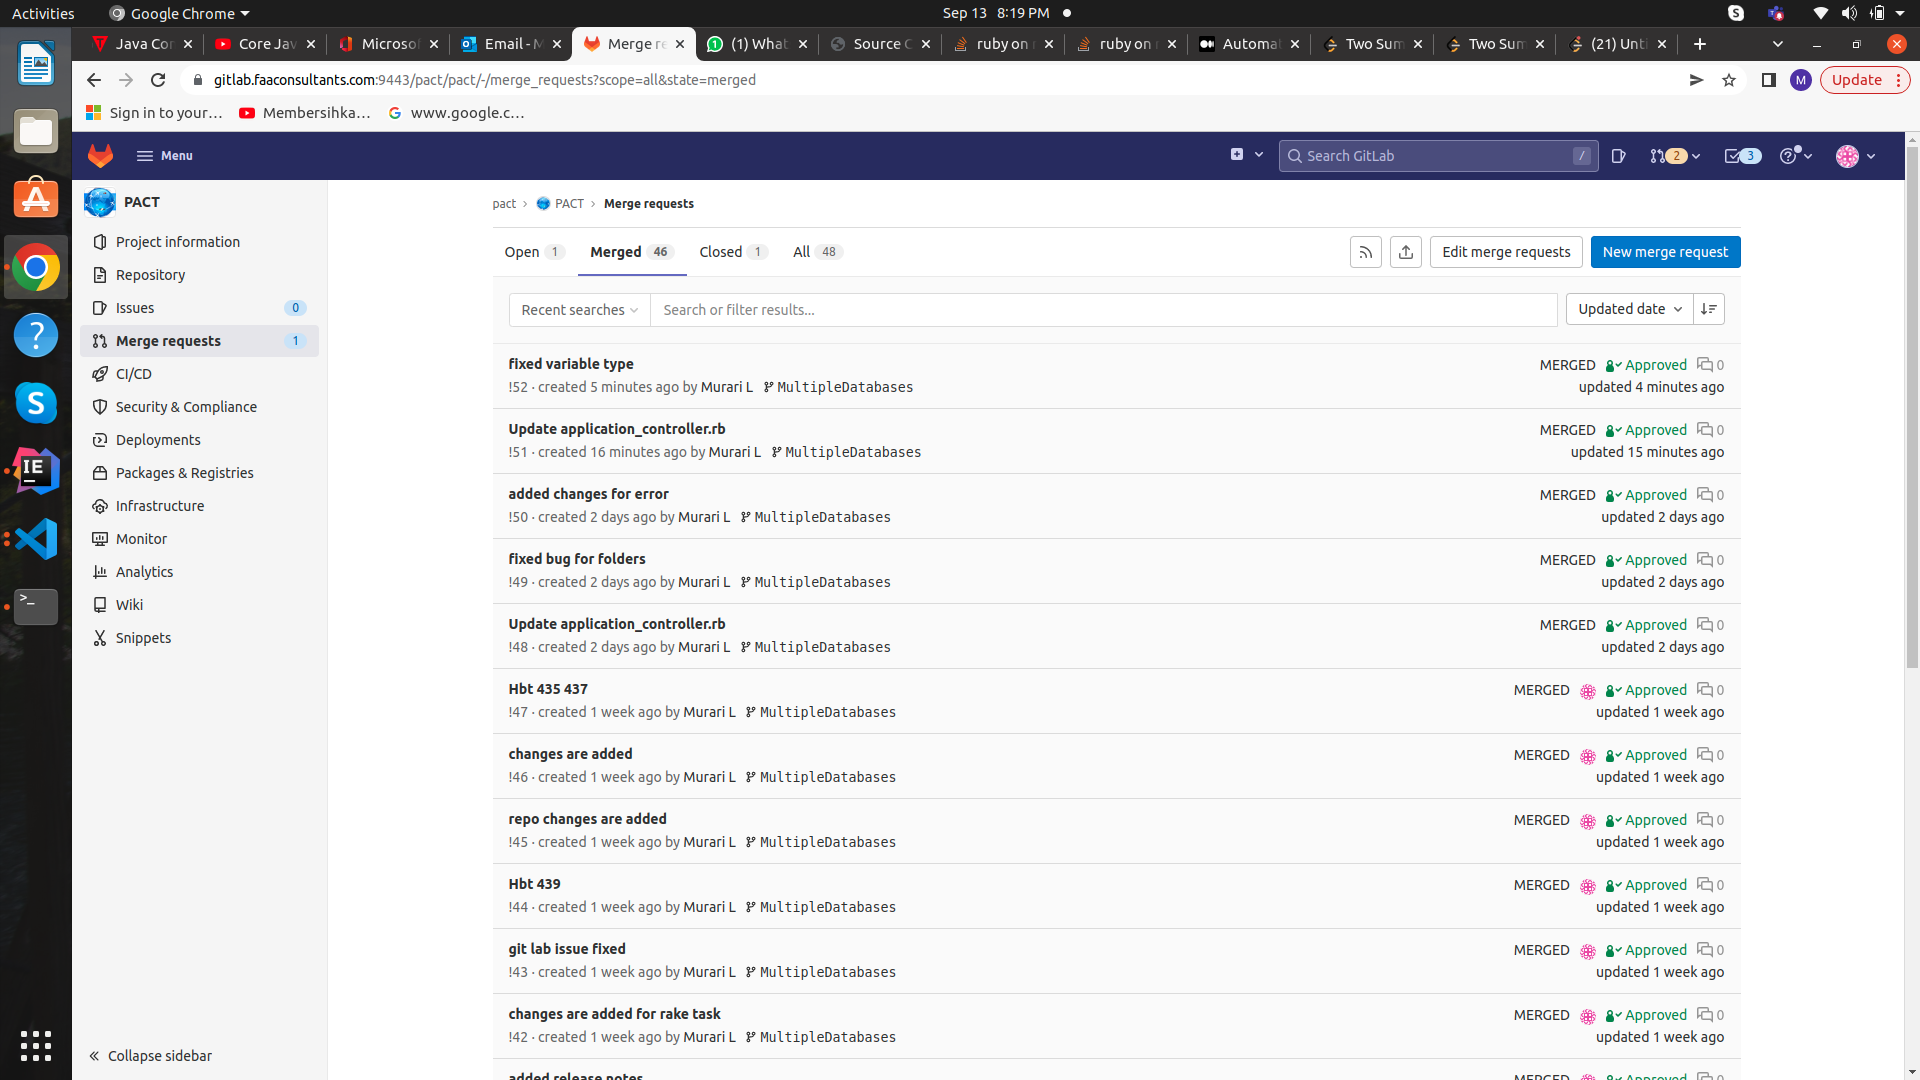 Activities
Google Chrome
Sep 13 8:19 PM
Java Cor
Core Jav
Microso
Email - M
Merge re
(1) What
Source C
ruby on
ruby on
Automa
Two Sum
Two Sum
(21) Unti
gitlab.faaconsultants.com:9443/pact/pact/-/merge_requests?scope=all&state=merged
M
Update
Sign in to your...
Membersihka...
www.google.c...
Menu
Search GitLab
/
2
3
PACT
Project information
Repository
Issues 0
Merge requests 1
CI/CD
Security & Compliance
Deployments
Packages & Registries
Infrastructure
Monitor
Analytics
Wiki
Snippets
Collapse sidebar
pact › PACT › Merge requests
Open 1 Merged 46 Closed 1 All 48
Edit merge requests
New merge request
Recent searches
Search or filter results...
Updated date
fixed variable type
MERGED Approved 0
!52 · created 5 minutes ago by Murari L MultipleDatabases
updated 4 minutes ago
Update application_controller.rb
MERGED Approved 0
!51 · created 16 minutes ago by Murari L MultipleDatabases
updated 15 minutes ago
added changes for error
MERGED Approved 0
!50 · created 2 days ago by Murari L MultipleDatabases
updated 2 days ago
fixed bug for folders
MERGED Approved 0
!49 · created 2 days ago by Murari L MultipleDatabases
updated 2 days ago
Update application_controller.rb
MERGED Approved 0
!48 · created 2 days ago by Murari L MultipleDatabases
updated 2 days ago
Hbt 435 437
MERGED Approved 0
!47 · created 1 week ago by Murari L MultipleDatabases
updated 1 week ago
changes are added
MERGED Approved 0
!46 · created 1 week ago by Murari L MultipleDatabases
updated 1 week ago
repo changes are added
MERGED Approved 0
!45 · created 1 week ago by Murari L MultipleDatabases
updated 1 week ago
Hbt 439
MERGED Approved 0
!44 · created 1 week ago by Murari L MultipleDatabases
updated 1 week ago
git lab issue fixed
MERGED Approved 0
!43 · created 1 week ago by Murari L MultipleDatabases
updated 1 week ago
changes are added for rake task
MERGED Approved 0
!42 · created 1 week ago by Murari L MultipleDatabases
updated 1 week ago
added release notes
MERGED Approved 0